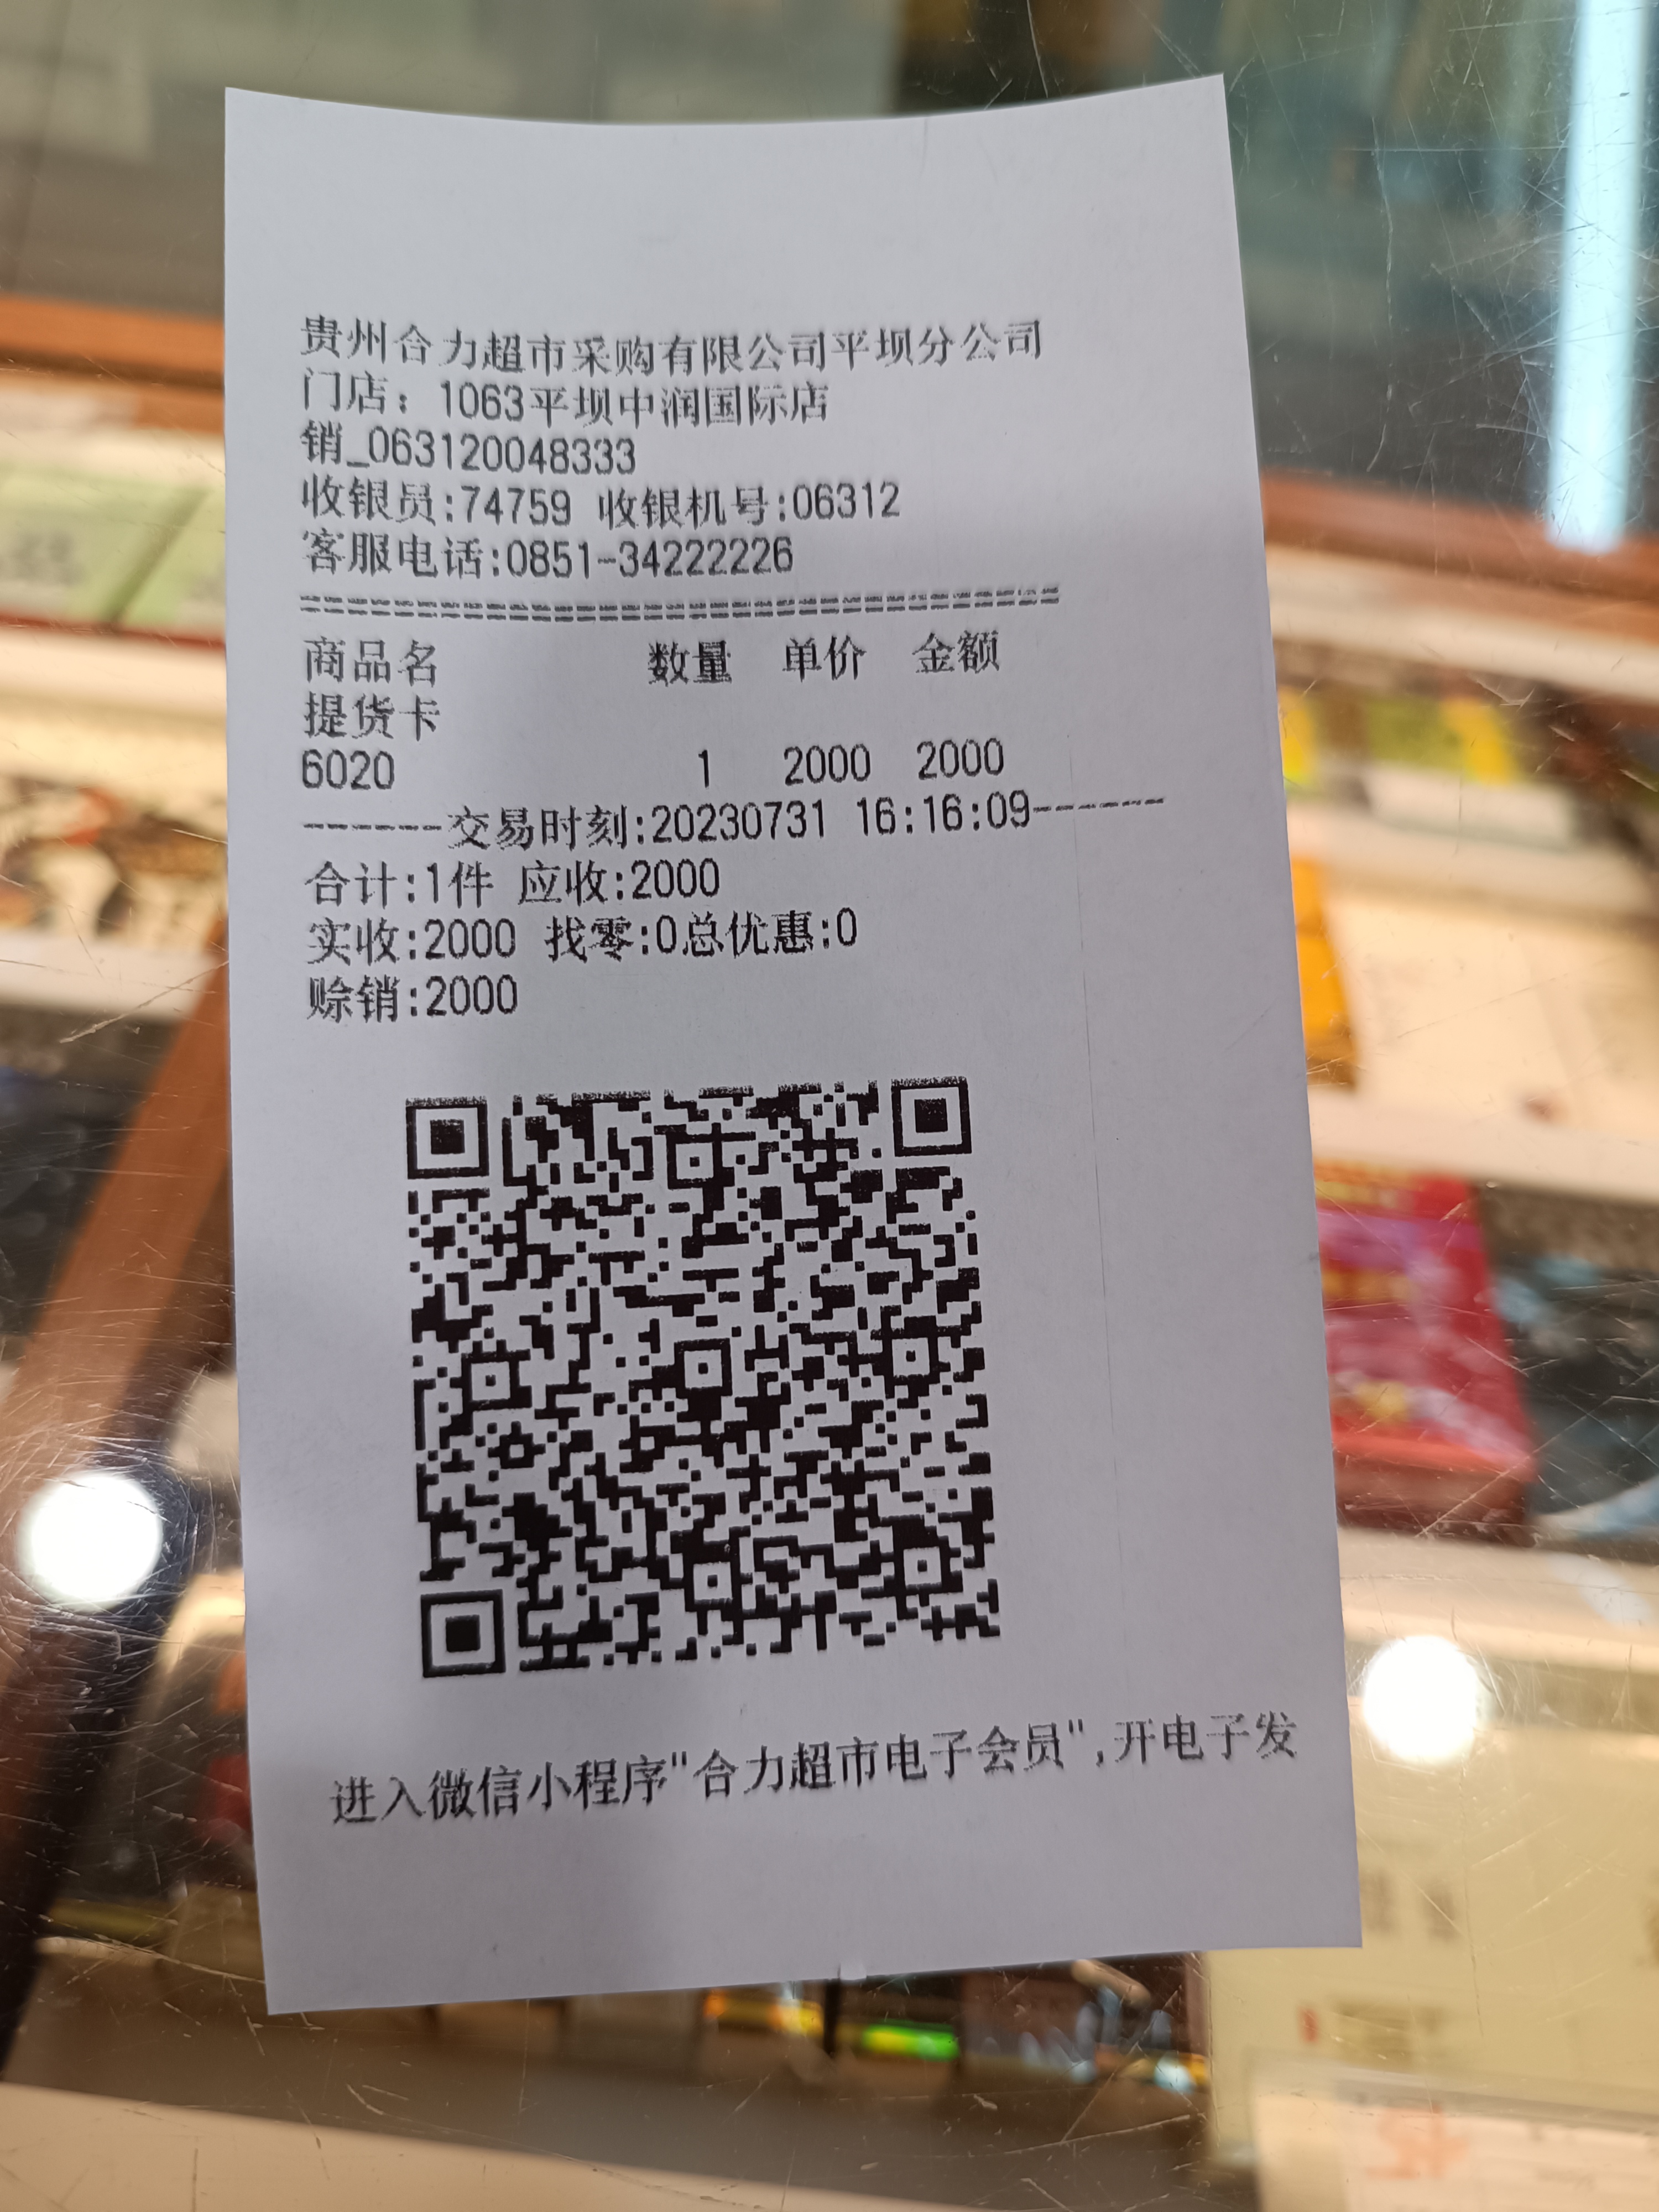 贵州合力超市采购有限公司平坝分公司
门店：1063平坝中润国际店
销_063120048333
收银员:74759 收银机号:06312
客服电话:0851-34222226
==================================
商品名 数量 单价 金额
提货卡
6020 1 2000 2000
------交易时刻:20230731 16:16:09------
合计:1件 应收:2000
实收:2000 找零:0总优惠:0
赊销:2000
进入微信小程序"合力超市电子会员",开电子发